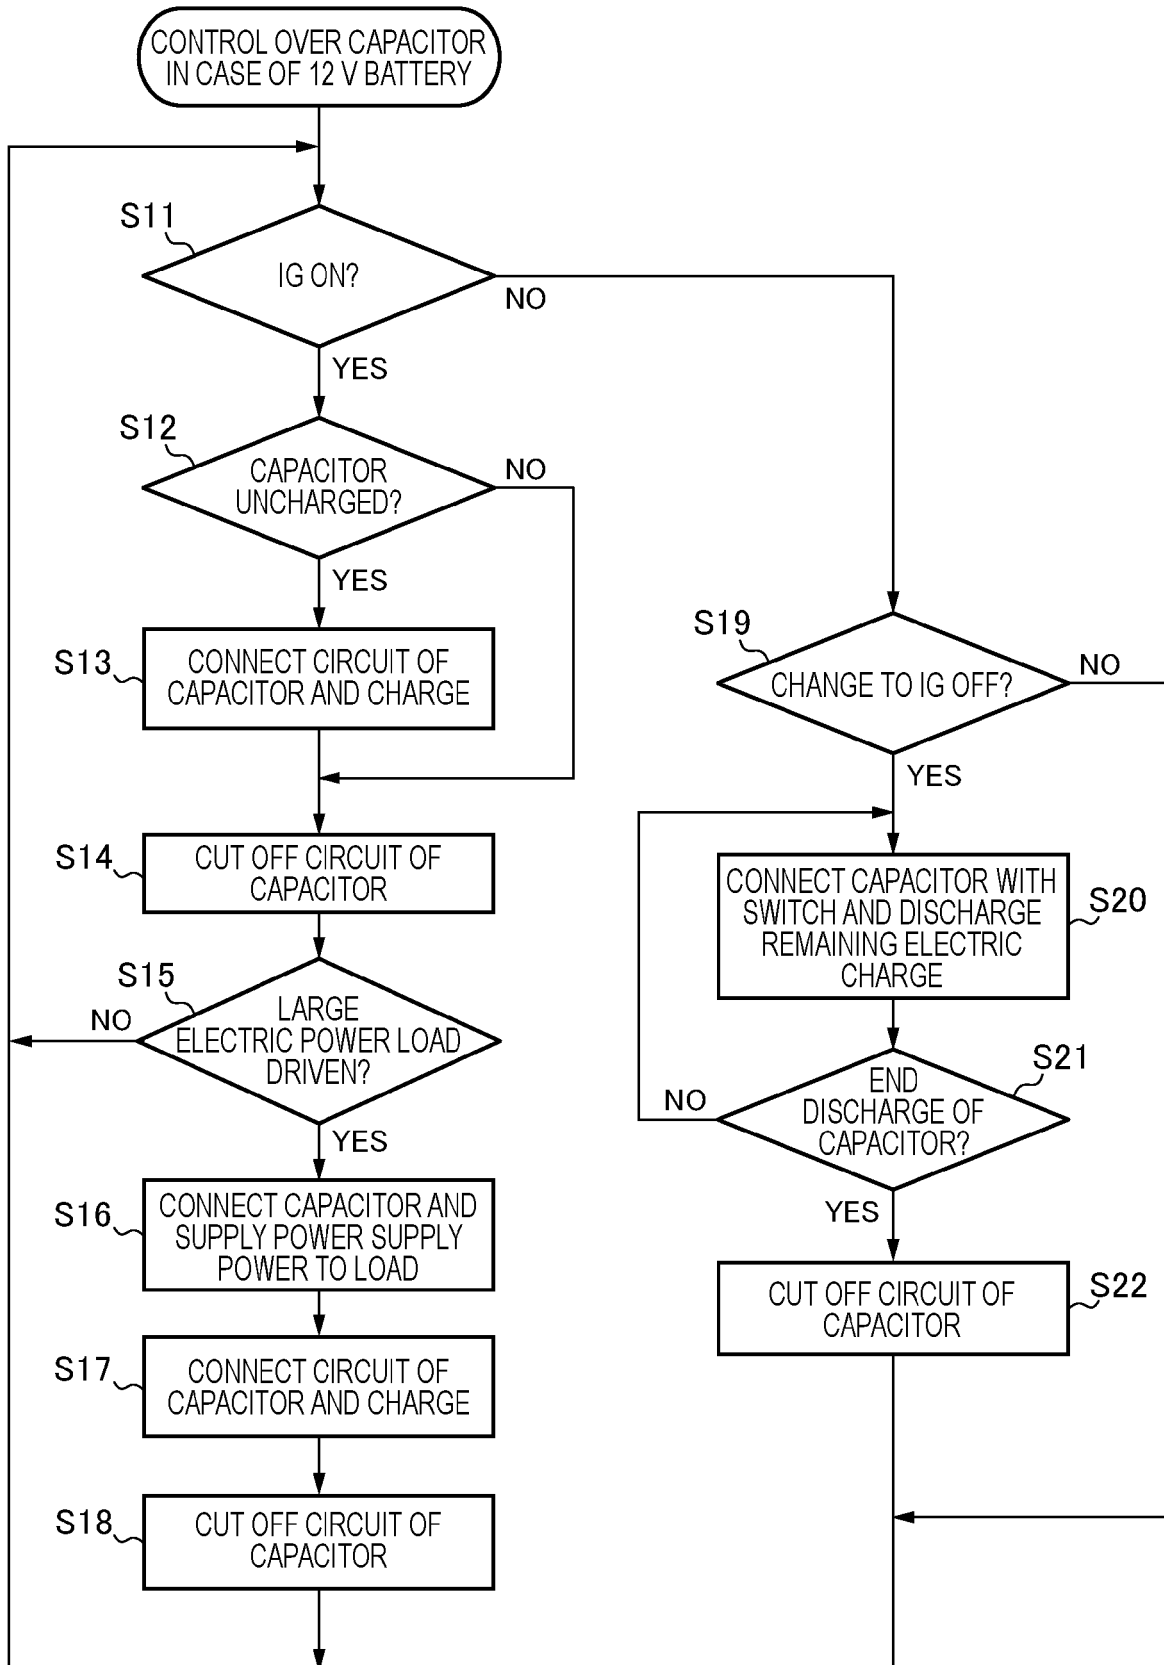 CONTROL OVER CAPACITOR
IN CASE OF 12 V BATTERY
S11
IG ON?
NO
YES
S12
CAPACITOR
UNCHARGED?
NO
YES
S13
CONNECT CIRCUIT OF
CAPACITOR AND CHARGE
S14
CUT OFF CIRCUIT OF
CAPACITOR
S15
LARGE
ELECTRIC POWER LOAD
DRIVEN?
NO
YES
S16
CONNECT CAPACITOR AND
SUPPLY POWER SUPPLY
POWER TO LOAD
S17
CONNECT CIRCUIT OF
CAPACITOR AND CHARGE
S18
CUT OFF CIRCUIT OF
CAPACITOR
S19
CHANGE TO IG OFF?
NO
YES
CONNECT CAPACITOR WITH
SWITCH AND DISCHARGE
REMAINING ELECTRIC
CHARGE
S20
S21
END
DISCHARGE OF
CAPACITOR?
NO
YES
CUT OFF CIRCUIT OF
CAPACITOR
S22